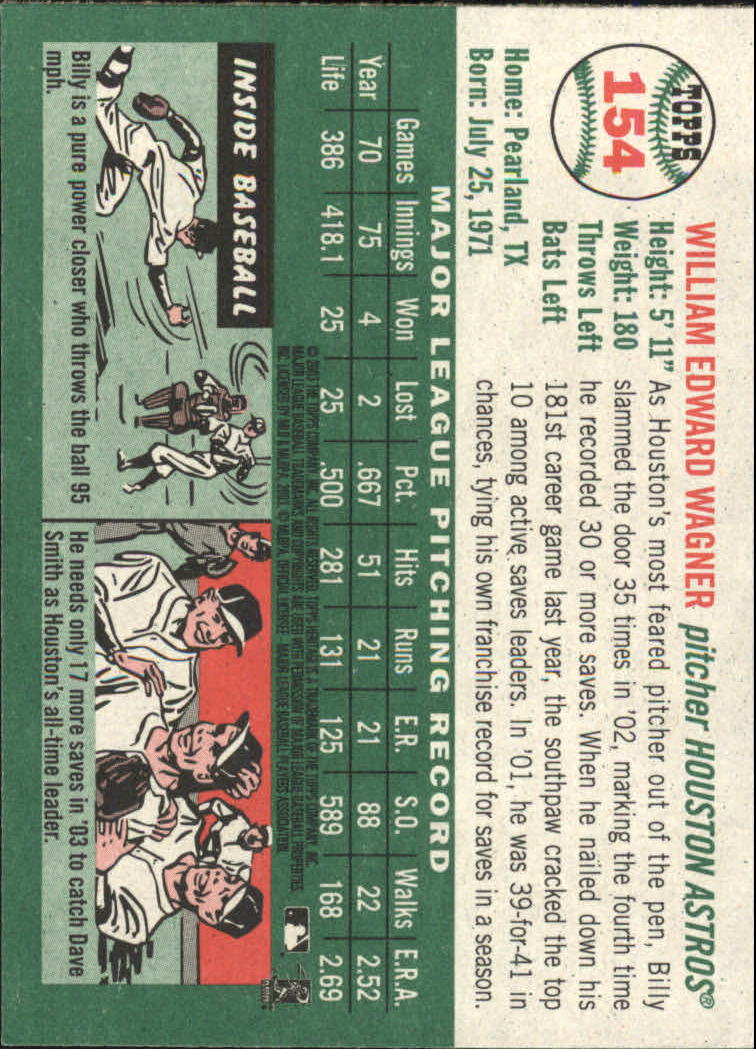 TOPPS
154
WILLIAM EDWARD WAGNER pitcher HOUSTON ASTROS®
Height: 5' 11"
Weight: 180
Throws Left
Bats Left
Home: Pearland, TX
Born: July 25, 1971
As Houston's most feared pitcher out of the pen, Billy
slammed the door 35 times in '02, marking the fourth time
he recorded 30 or more saves. When he nailed down his
181st career game last year, the southpaw cracked the top
10 among active saves leaders. In '01, he was 39-for-41 in
chances, tying his own franchise record for saves in a season.
MAJOR LEAGUE PITCHING RECORD
Games Innings Won Lost Pct. Hits Runs E.R. S.O. Walks E.R.A.
Year 70 75 4 2 .667 51 21 21 88 22 2.52
Life 386 418.1 25 25 .500 281 131 125 589 168 2.69
INSIDE BASEBALL
Billy is a pure power closer who throws the ball 95
mph.
He needs only 17 more saves in '03 to catch Dave
Smith as Houston's all-time leader.